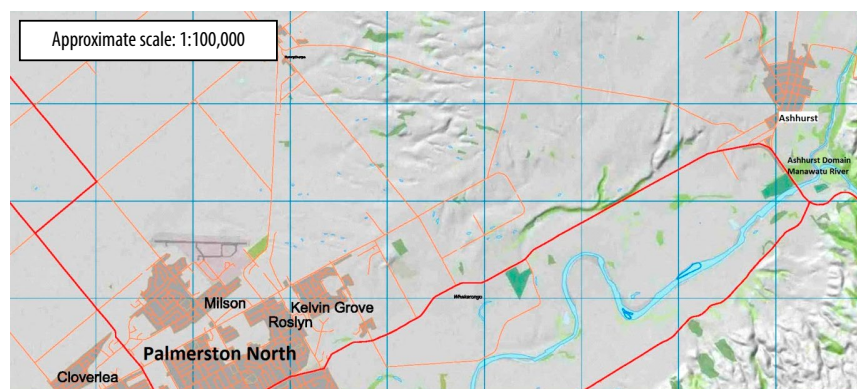 Approximate scale: 1:100,000
Ashhurst
Ashhurst Domain
Manawatu River
Whakarongo
Milson
Kelvin Grove
Roslyn
Palmerston North
Cloverlea